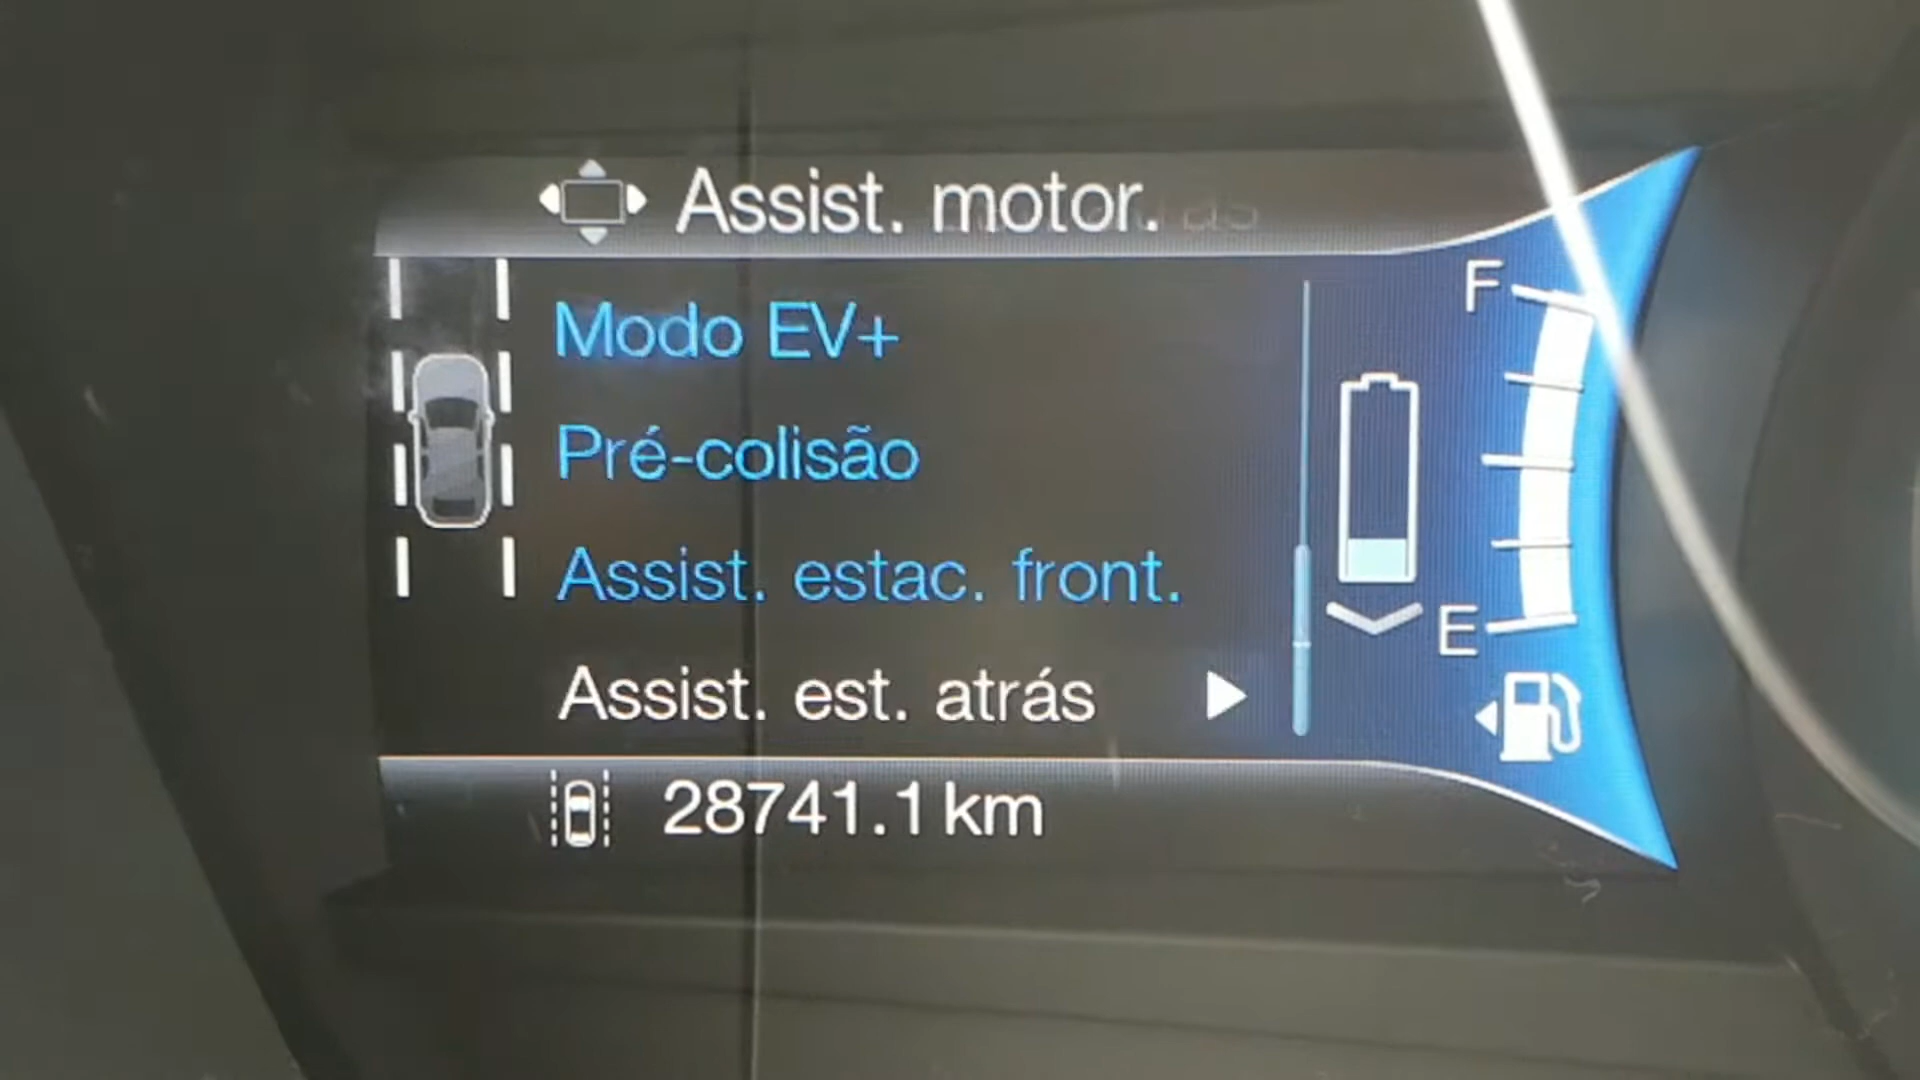 Assist. motor.
Modo EV+
Pré-colisão
Assist. estac. front.
Assist. est. atrás
28741.1 km
F
E